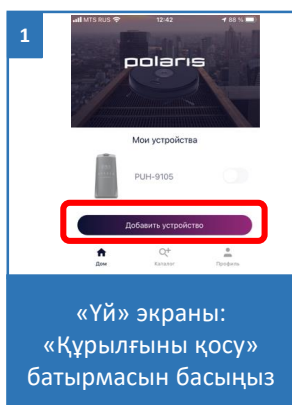 1
MTS RUS 12:42 88 %
polaris
Мои устройства
PUH-9105
Добавить устройство
Дом Каталог Профиль
«Үй» экраны:
«Құрылғыны қосу»
батырмасын басыңыз